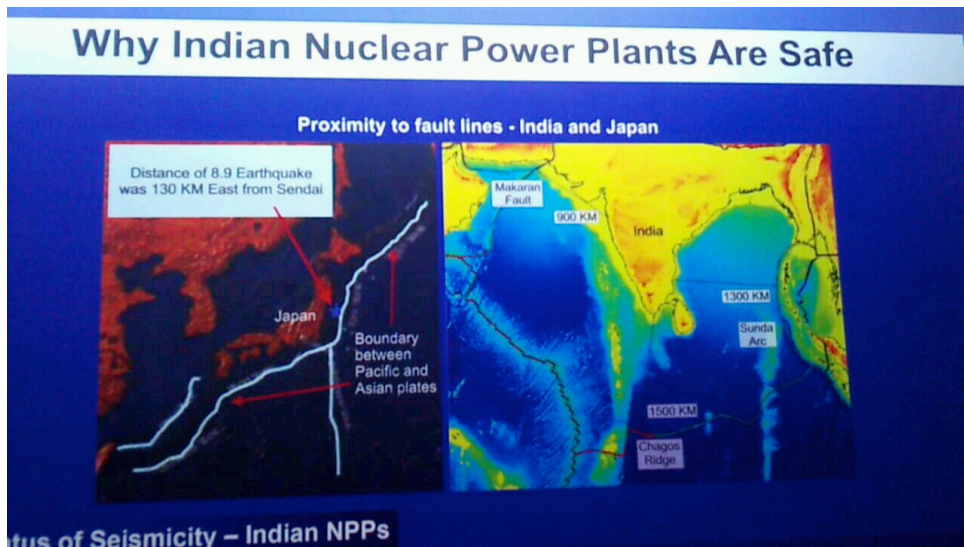 Why Indian Nuclear Power Plants Are Safe
Proximity to fault lines - India and Japan
Distance of 8.9 Earthquake
was 130 KM East from Sendai
Japan
Boundary
between
Pacific and
Asian plates
Makaran
Fault
900 KM
India
1300 KM
Sunda
Arc
1500 KM
Chagos
Ridge
of Seismicity – Indian NPPs